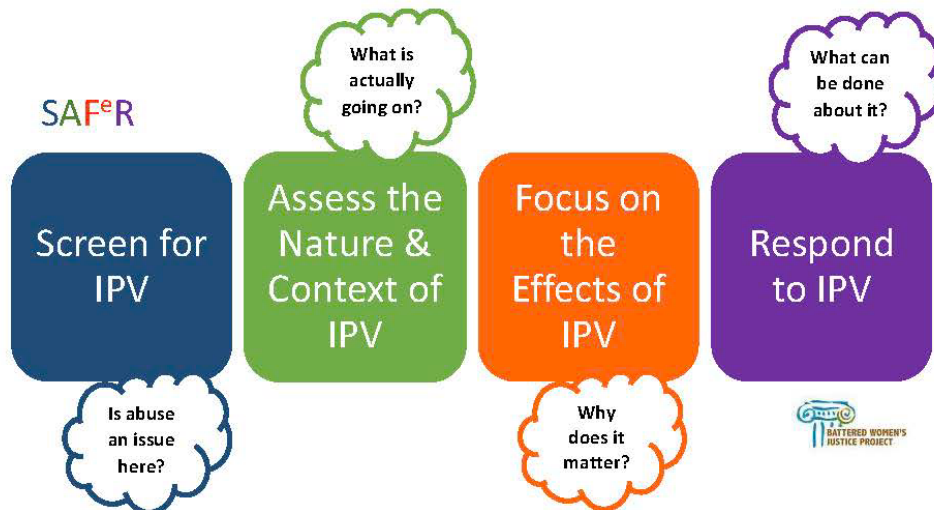 SAFeR
Screen for
IPV
Is abuse
an issue
here?
What is
actually
going on?
Assess the
Nature &
Context of
IPV
Focus on
the
Effects of
IPV
Why
does it
matter?
What can
be done
about it?
Respond
to IPV
BATTERED WOMEN'S
JUSTICE PROJECT